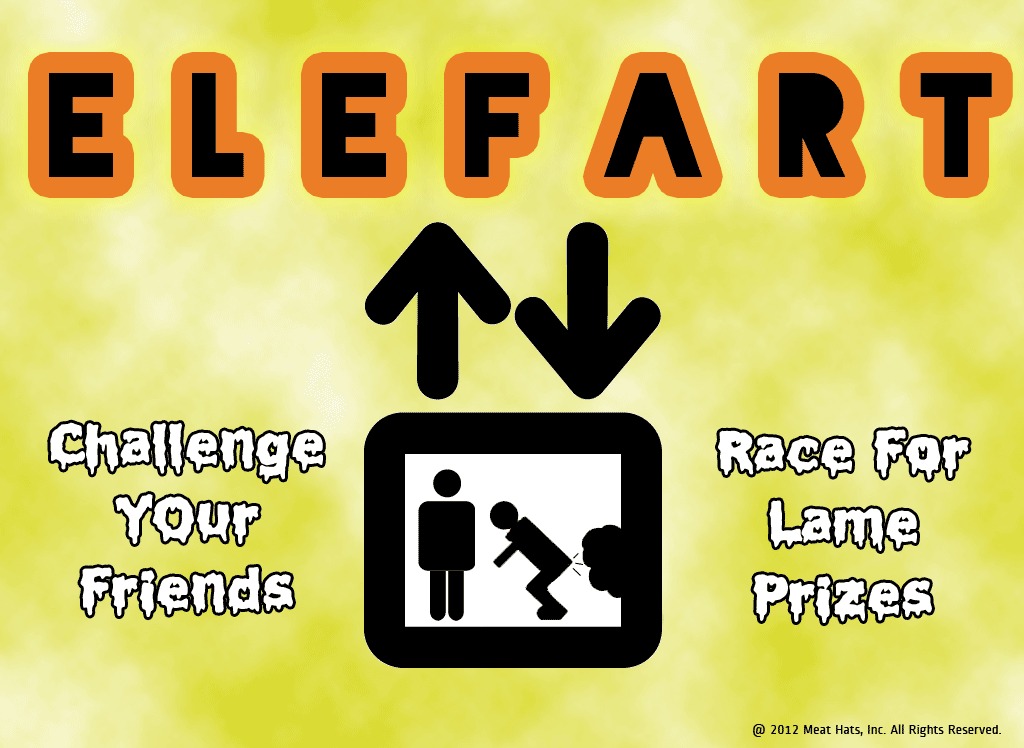 ELEFART
Challenge
YOur
Friends
Race For
Lame
Prizes
@ 2012 Meat Hats, Inc. All Rights Reserved.